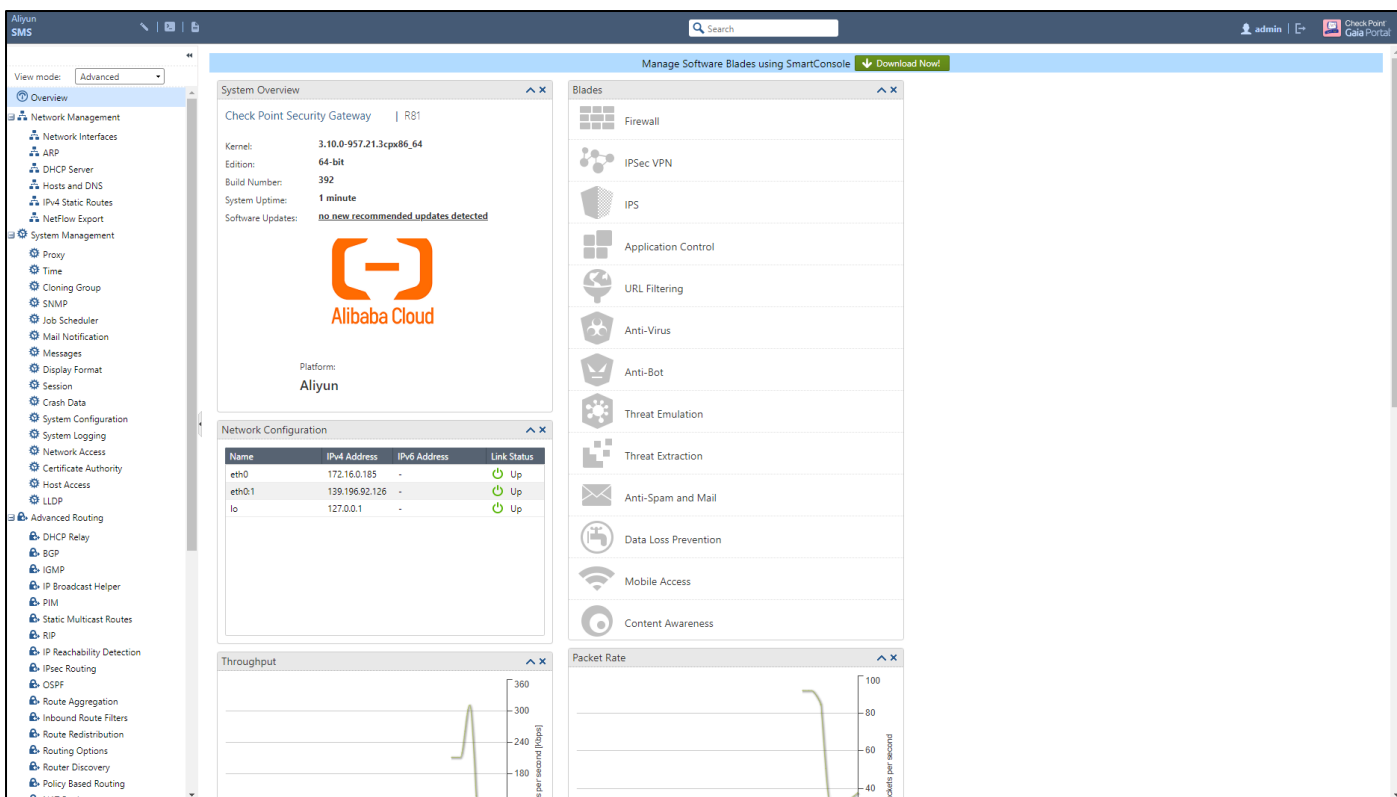 Aliyun
SMS
Search
admin
Check Point
Gaia Portal
View mode: Advanced
Overview
Network Management
Network Interfaces
ARP
DHCP Server
Hosts and DNS
IPv4 Static Routes
NetFlow Export
System Management
Proxy
Time
Cloning Group
SNMP
Job Scheduler
Mail Notification
Messages
Display Format
Session
Crash Data
System Configuration
System Logging
Network Access
Certificate Authority
Host Access
LLDP
Advanced Routing
DHCP Relay
BGP
IGMP
IP Broadcast Helper
PIM
Static Multicast Routes
RIP
IP Reachability Detection
IPsec Routing
OSPF
Route Aggregation
Inbound Route Filters
Route Redistribution
Routing Options
Router Discovery
Policy Based Routing
Manage Software Blades using SmartConsole Download Now!
System Overview
Check Point Security Gateway | R81
Kernel: 3.10.0-957.21.3cpx86_64
Edition: 64-bit
Build Number: 392
System Uptime: 1 minute
Software Updates: no new recommended updates detected
Alibaba Cloud
Platform:
Aliyun
Network Configuration
Name IPv4 Address IPv6 Address Link Status
eth0 172.16.0.185 - Up
eth0:1 139.196.92.126 - Up
lo 127.0.0.1 - Up
Throughput
360
300
240
180
per second [Kbps]
Blades
Firewall
IPSec VPN
IPS
Application Control
URL Filtering
Anti-Virus
Anti-Bot
Threat Emulation
Threat Extraction
Anti-Spam and Mail
Data Loss Prevention
Mobile Access
Content Awareness
Packet Rate
100
80
60
40
per second